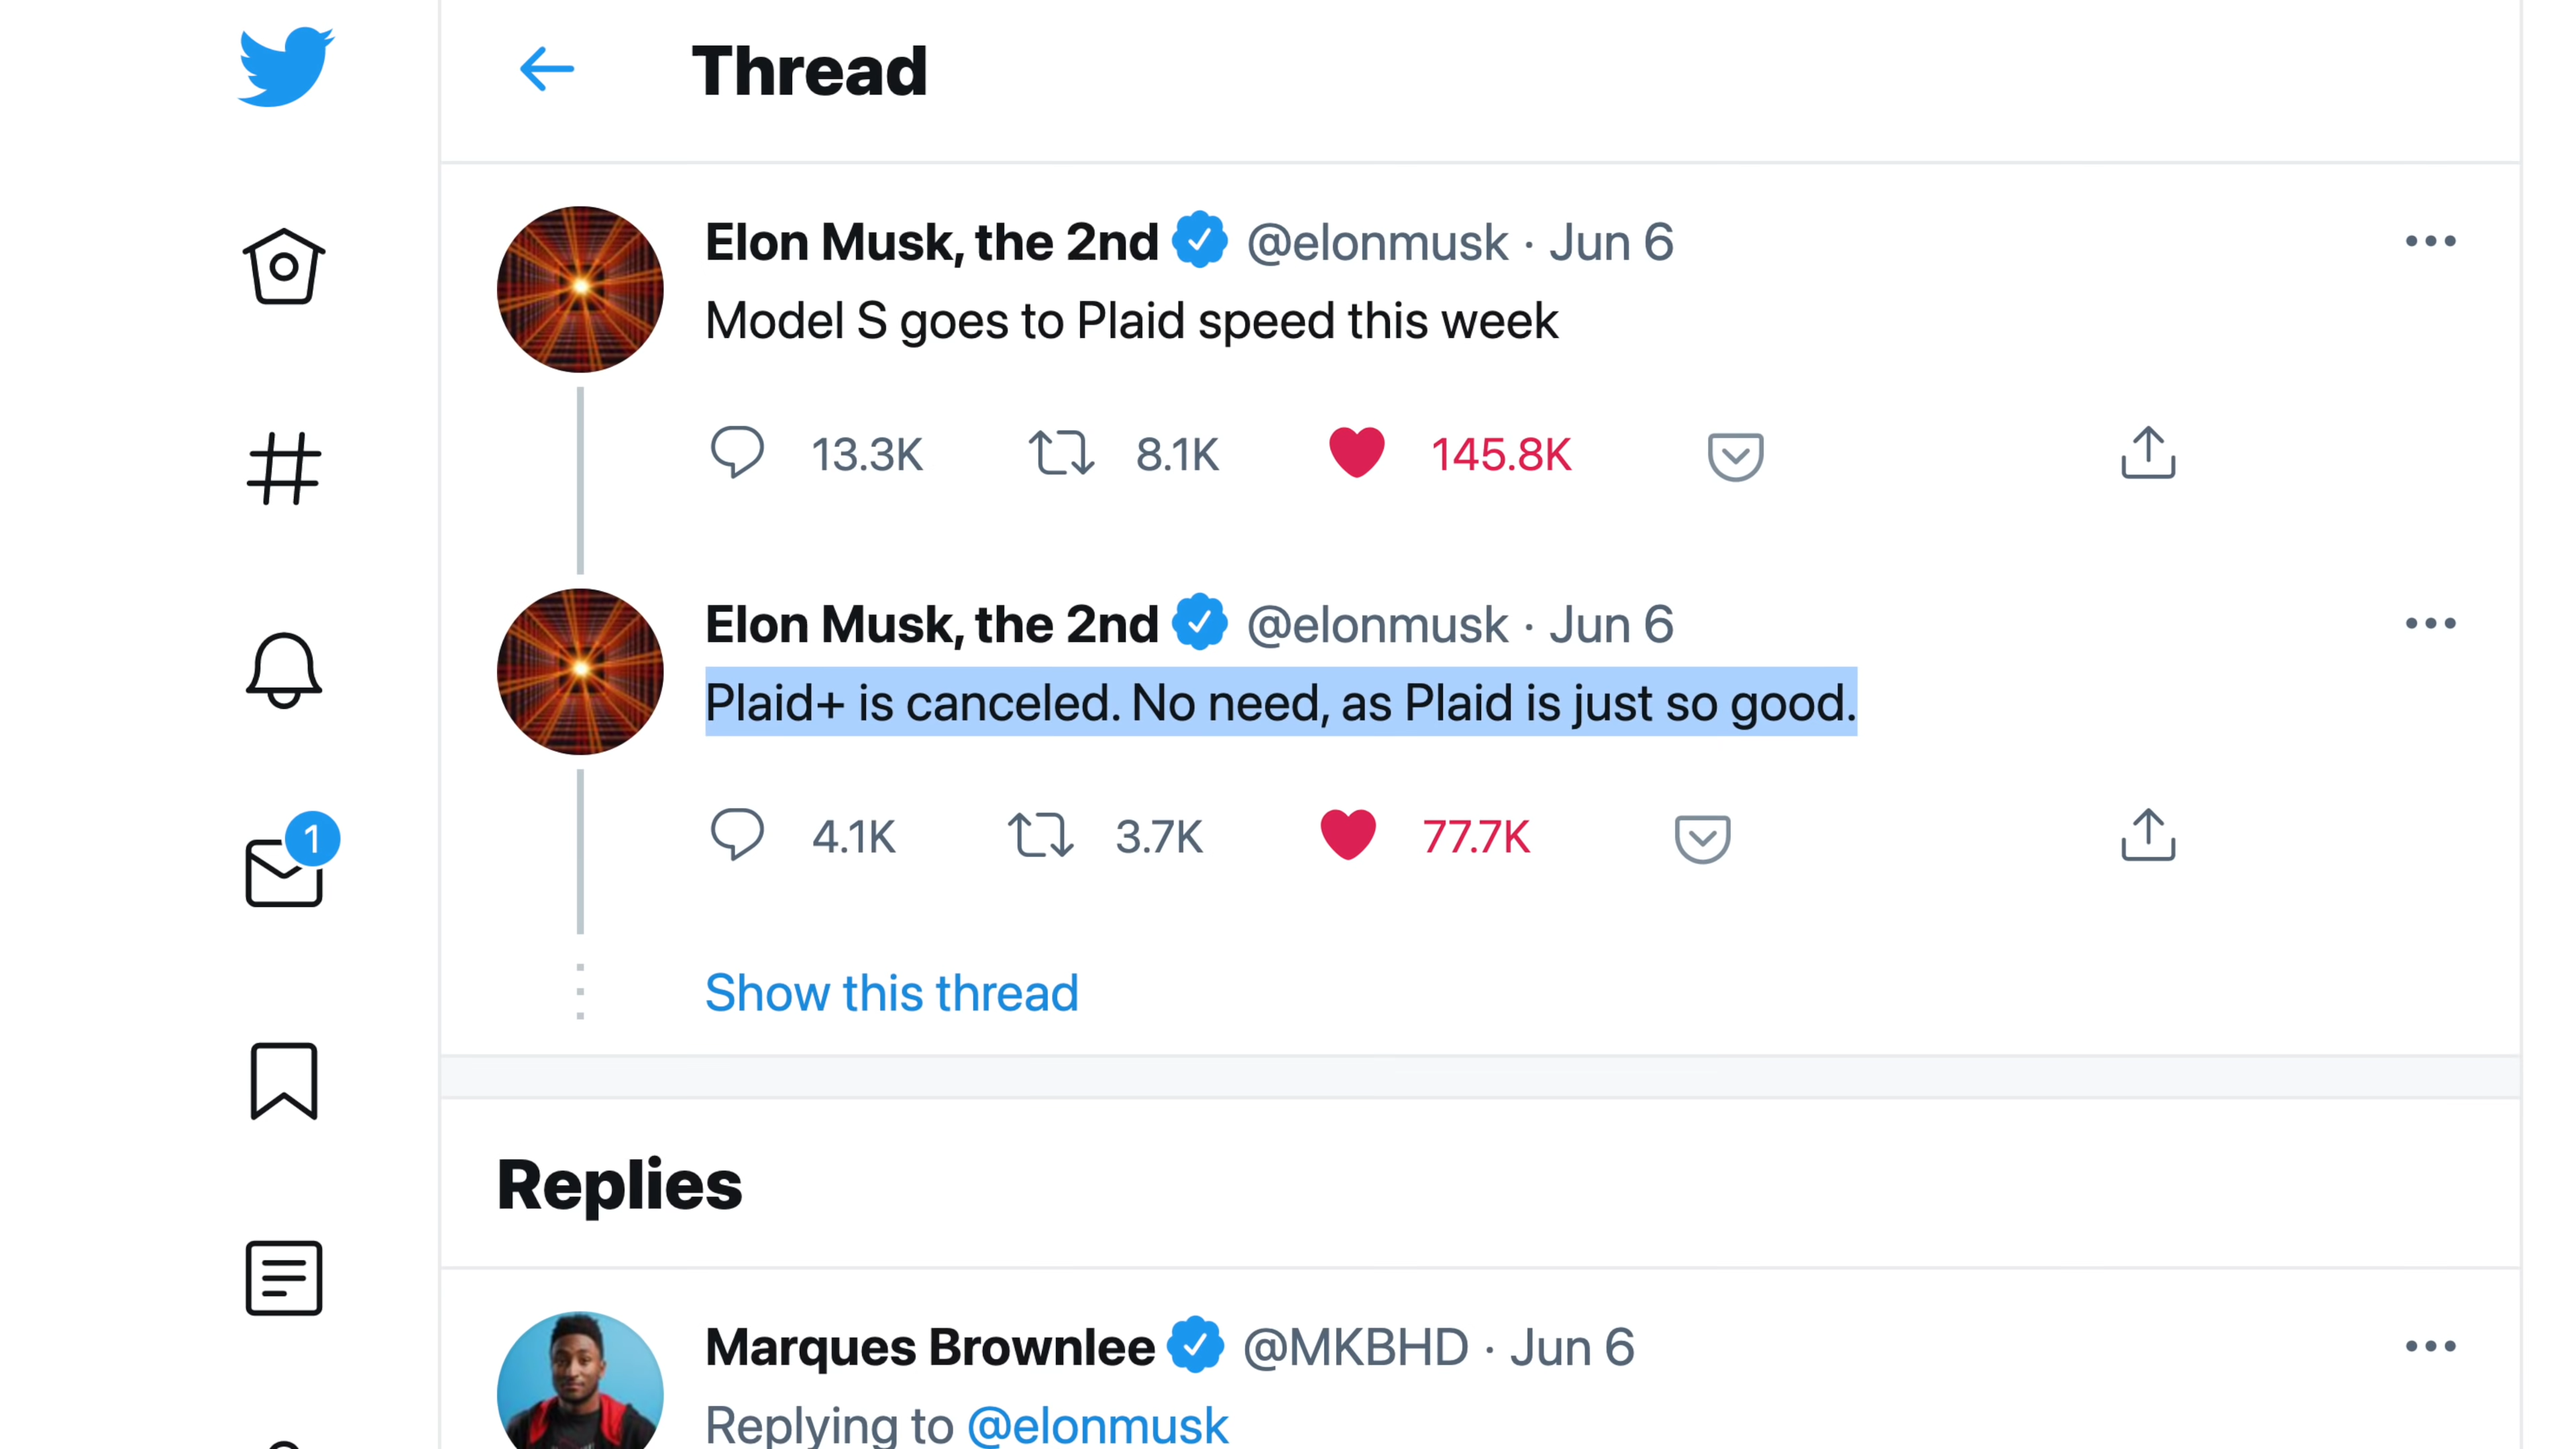 Thread
Elon Musk, the 2nd @elonmusk · Jun 6
Model S goes to Plaid speed this week
13.3K 8.1K 145.8K
Elon Musk, the 2nd @elonmusk · Jun 6
Plaid+ is canceled. No need, as Plaid is just so good.
4.1K 3.7K 77.7K
1
Show this thread
Replies
Marques Brownlee @MKBHD · Jun 6
Replying to @elonmusk